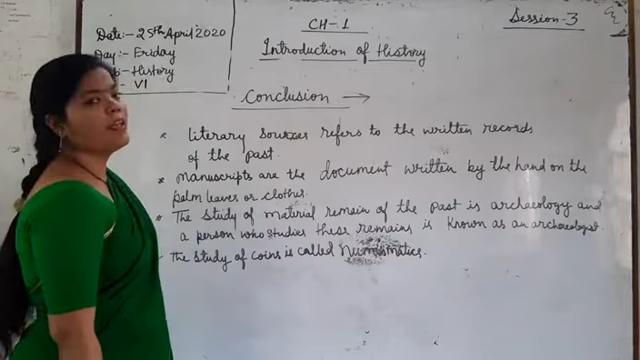 Date:- 25th April 2020
Day:- Friday
:- History
:- VI
CH-1
Introduction of History
Session-3
Conclusion →
* Literary Sources refers to the written records
of the past.
* Manuscripts are the document written by the hand on the
palm leaves or clothes.
* The study of material remain of the past is archaeology and
a person who studies these remains is known as an archaeologist.
The study of coins is called Numismatics.